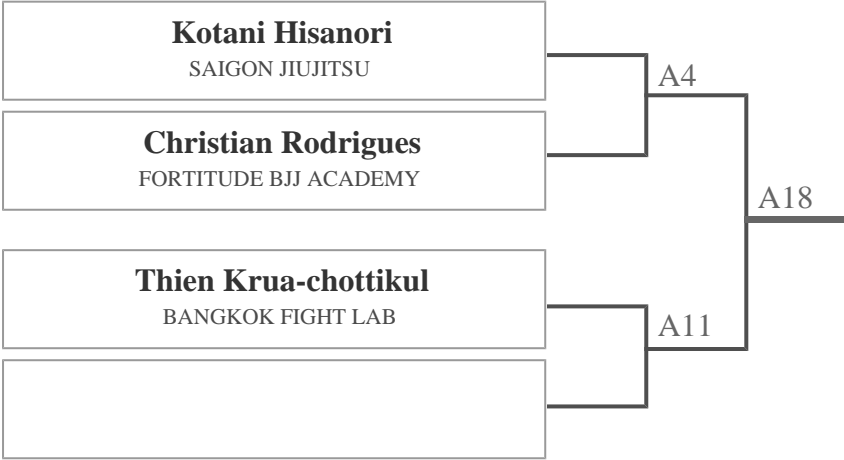 Kotani Hisanori
SAIGON JIUJITSU
A4
Christian Rodrigues
FORTITUDE BJJ ACADEMY
A18
Thien Krua-chottikul
BANGKOK FIGHT LAB
A11